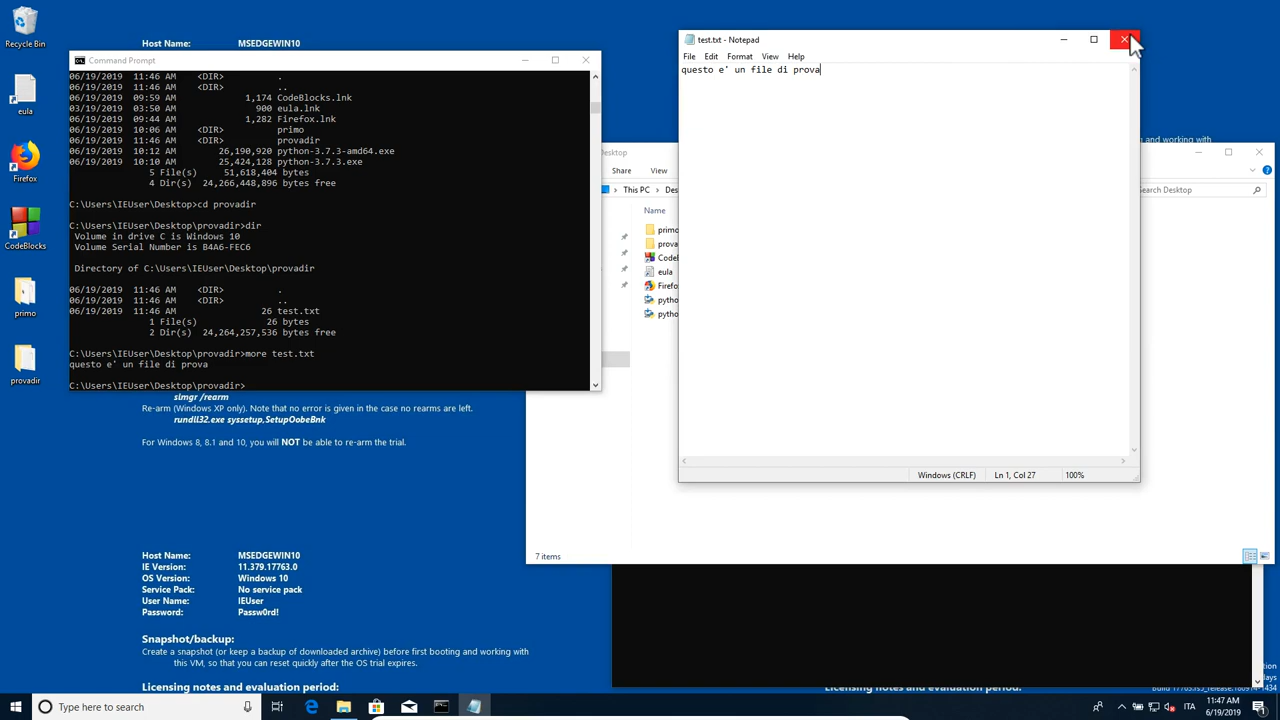 Recycle Bin
eula
Firefox
CodeBlocks
primo
provadir
Host Name: MSEDGEWIN10
Command Prompt
06/19/2019  11:46 AM    <DIR>          .
06/19/2019  11:46 AM    <DIR>          ..
06/19/2019  09:59 AM             1,174 CodeBlocks.lnk
03/19/2019  03:50 AM               900 eula.lnk
06/19/2019  09:44 AM             1,282 Firefox.lnk
06/19/2019  10:06 AM    <DIR>          primo
06/19/2019  11:46 AM    <DIR>          provadir
06/19/2019  10:12 AM        26,190,920 python-3.7.3-amd64.exe
06/19/2019  10:10 AM        25,424,128 python-3.7.3.exe
5 File(s)     51,618,404 bytes
4 Dir(s)  24,266,448,896 bytes free
C:\Users\IEUser\Desktop>cd provadir
C:\Users\IEUser\Desktop\provadir>dir
Volume in drive C is Windows 10
Volume Serial Number is B4A6-FEC6
Directory of C:\Users\IEUser\Desktop\provadir
06/19/2019  11:46 AM    <DIR>          .
06/19/2019  11:46 AM    <DIR>          ..
06/19/2019  11:46 AM                26 test.txt
1 File(s)             26 bytes
2 Dir(s)  24,264,257,536 bytes free
C:\Users\IEUser\Desktop\provadir>more test.txt
questo e' un file di prova
C:\Users\IEUser\Desktop\provadir>
slmgr /rearm
Re-arm (Windows XP only). Note that no error is given in the case no rearms are left.
rundll32.exe syssetup,SetupOobeBnk
For Windows 8, 8.1 and 10, you will NOT be able to re-arm the trial.
test.txt - Notepad
File Edit Format View Help
questo e' un file di prova
Windows (CRLF) Ln 1, Col 27 100%
and working with
Desktop
Share View
This PC Des
Search Desktop
Name
primo
prova
CodeB
eula
Firefo
pytho
pytho
7 items
Host Name: MSEDGEWIN10
IE Version: 11.379.17763.0
OS Version: Windows 10
Service Pack: No service pack
User Name: IEUser
Password: Passw0rd!
Snapshot/backup:
Create a snapshot (or keep a backup of downloaded archive) before first booting and working with
this VM, so that you can reset quickly after the OS trial expires.
Licensing notes and evaluation period:
Licensing notes and evaluation period:
Type here to search
ITA
11:47 AM
6/19/2019